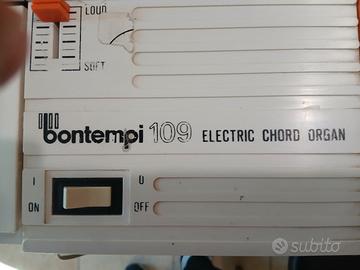 LOUD
SOFT
bontempi 109 ELECTRIC CHORD ORGAN
I O
ON OFF
subito